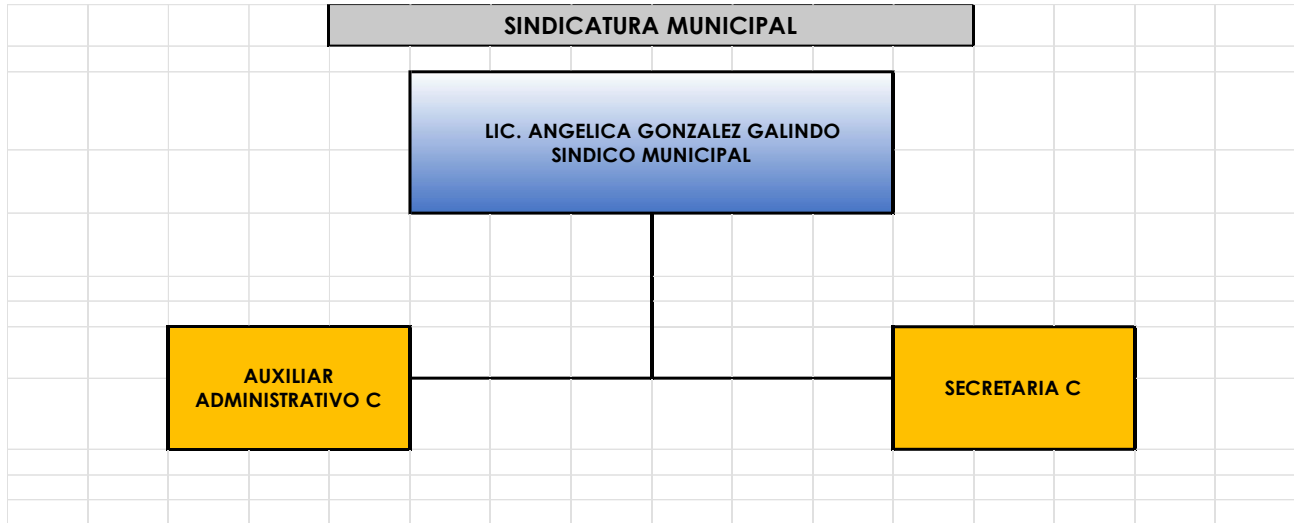 SINDICATURA MUNICIPAL
LIC. ANGELICA GONZALEZ GALINDO
SINDICO MUNICIPAL
AUXILIAR
ADMINISTRATIVO C
SECRETARIA C